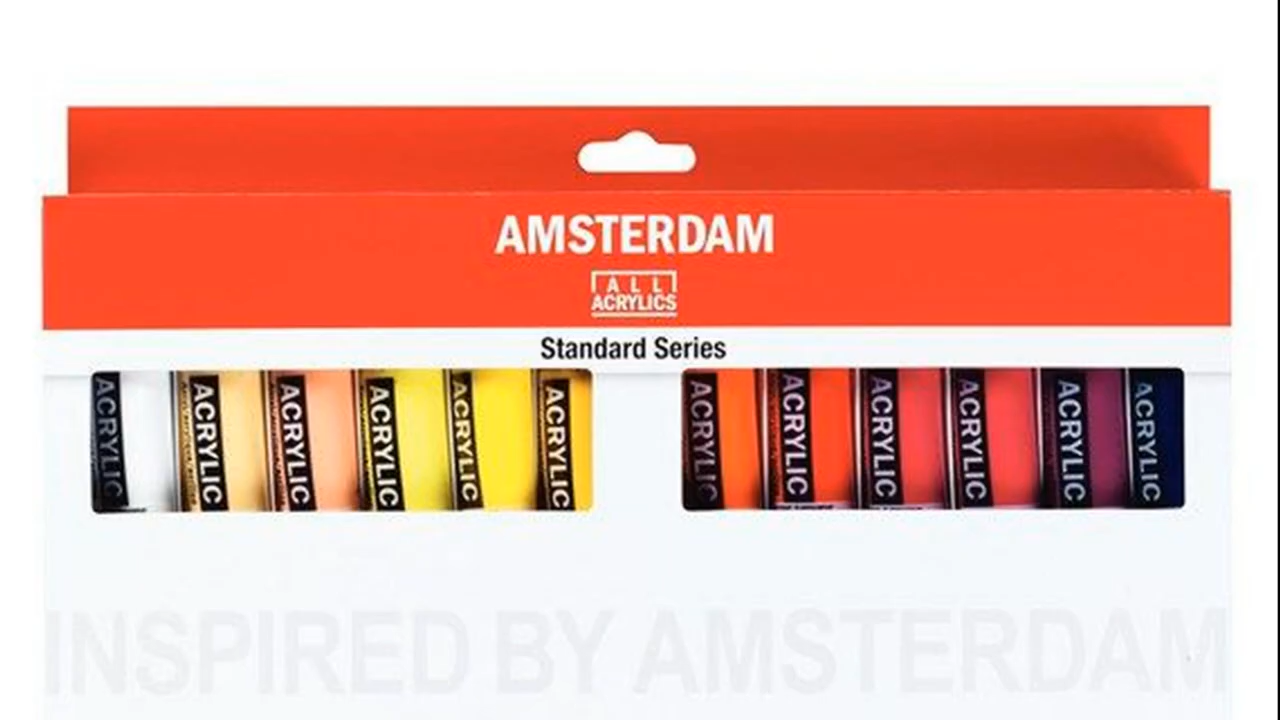 AMSTERDAM
ALL
ACRYLICS
Standard Series
ACRYLIC ACRYLIC ACRYLIC ACRYLIC ACRYLIC ACRYLIC ACRYLIC ACRYLIC ACRYLIC ACRYLIC ACRYLIC ACRYLIC
INSPIRED BY AMSTERDAM